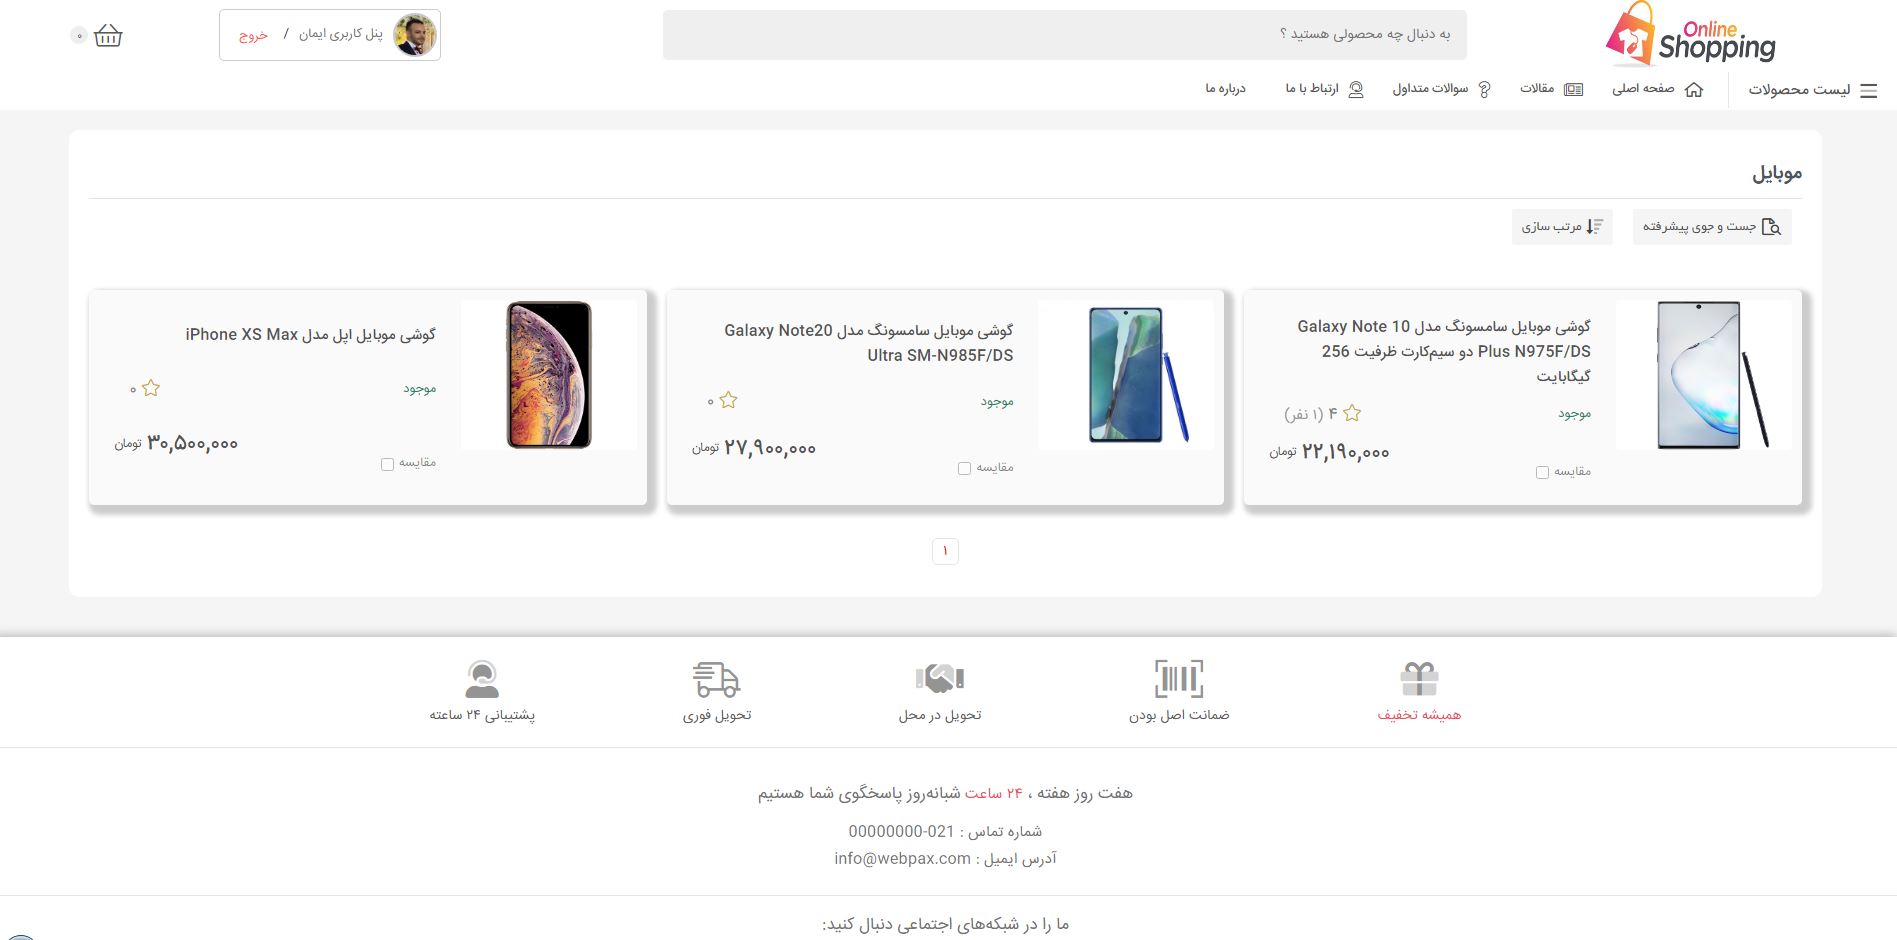 Online
Shopping
به دنبال چه محصولی هستید ؟
پنل کاربری ایمان / خروج
۰
لیست محصولات
صفحه اصلی
مقالات
سوالات متداول
ارتباط با ما
درباره ما
موبایل
جست و جوی پیشرفته
مرتب سازی
گوشی موبایل سامسونگ مدل Galaxy Note 10
Plus N975F/DS دو سیم‌کارت ظرفیت 256
گیگابایت
موجود
۴ (۱ نفر)
۲۲,۱۹۰,۰۰۰ تومان
مقایسه
گوشی موبایل سامسونگ مدل Galaxy Note20
Ultra SM-N985F/DS
موجود
۰
۲۷,۹۰۰,۰۰۰ تومان
مقایسه
گوشی موبایل اپل مدل iPhone XS Max
موجود
۰
۳۰,۵۰۰,۰۰۰ تومان
مقایسه
۱
همیشه تخفیف
ضمانت اصل بودن
تحویل در محل
تحویل فوری
پشتیبانی ۲۴ ساعته
هفت روز هفته ، ۲۴ ساعت شبانه‌روز پاسخگوی شما هستیم
شماره تماس : 021-00000000
آدرس ایمیل : info@webpax.com
ما را در شبکه‌های اجتماعی دنبال کنید: